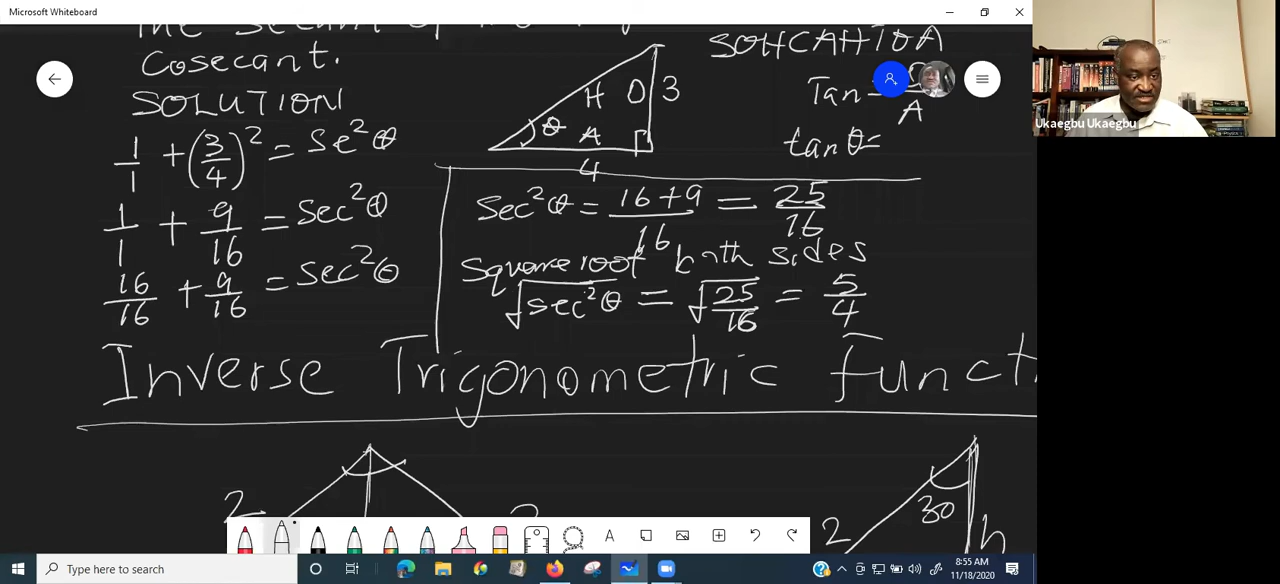 Microsoft Whiteboard
Cosecant.
SOLUTION
1/1 + (3/4)² = Se²θ
1/1 + 9/16 = Sec²θ
16/16 + 9/16 = Sec²θ
H O 3
θ A
4
SOHCAHTOA
Tan =
A
tan θ=
Sec²θ = 16+9/16 = 25/16
Square root both sides
√sec²θ = √25/16 = 5/4
Inverse Trigonometric Funct
2
30
2 h
Ukaegbu Ukaegbu
A
Type here to search
8:55 AM
11/18/2020